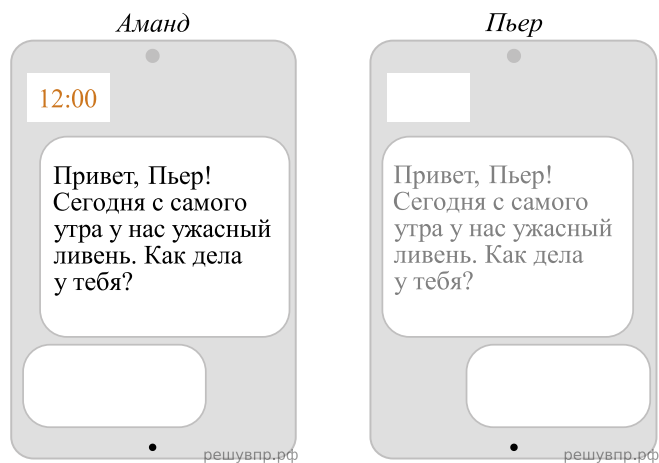 Аманд
12:00
Привет, Пьер!
Сегодня с самого
утра у нас ужасный
ливень. Как дела
у тебя?
решувпр.рф
Пьер
Привет, Пьер!
Сегодня с самого
утра у нас ужасный
ливень. Как дела
у тебя?
решувпр.рф